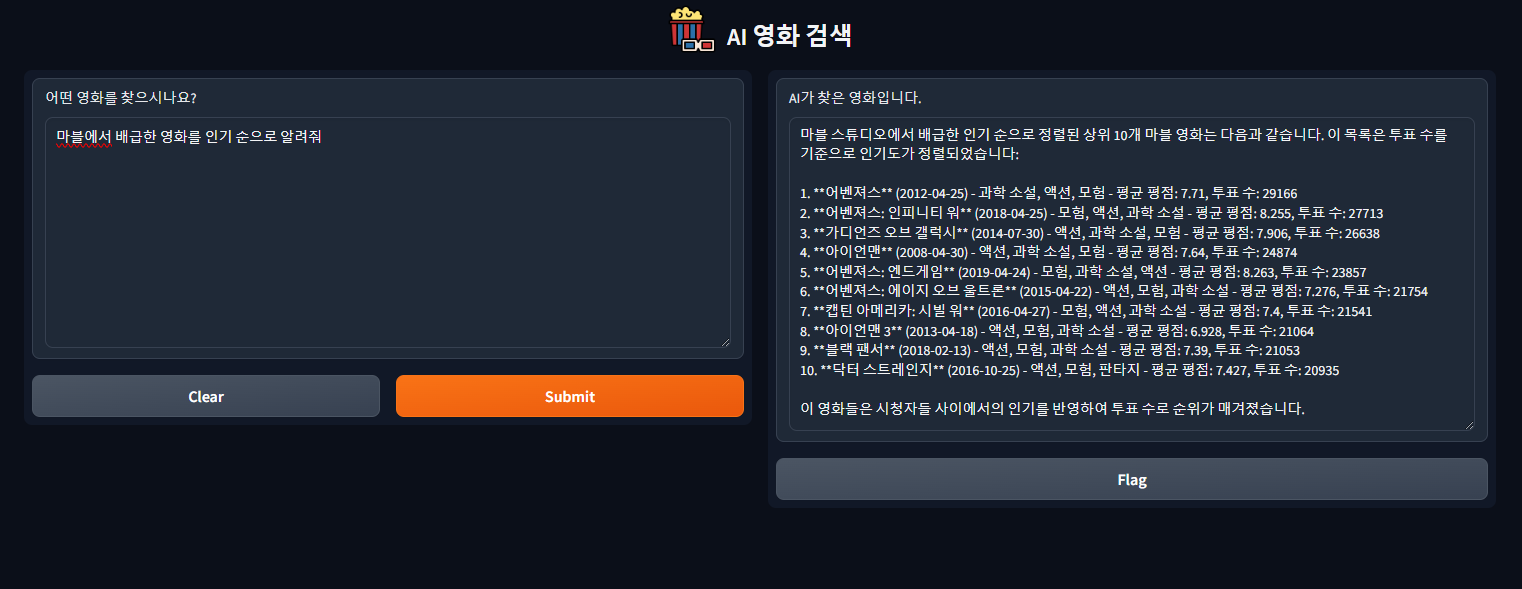 AI 영화 검색
어떤 영화를 찾으시나요?
마블에서 배급한 영화를 인기 순으로 알려줘
Clear
Submit
AI가 찾은 영화입니다.
마블 스튜디오에서 배급한 인기 순으로 정렬된 상위 10개 마블 영화는 다음과 같습니다. 이 목록은 투표 수를
기준으로 인기도가 정렬되었습니다:
1. **어벤져스** (2012-04-25) - 과학 소설, 액션, 모험 - 평균 평점: 7.71, 투표 수: 29166
2. **어벤져스: 인피니티 워** (2018-04-25) - 모험, 액션, 과학 소설 - 평균 평점: 8.255, 투표 수: 27713
3. **가디언즈 오브 갤럭시** (2014-07-30) - 액션, 과학 소설, 모험 - 평균 평점: 7.906, 투표 수: 26638
4. **아이언맨** (2008-04-30) - 액션, 과학 소설, 모험 - 평균 평점: 7.64, 투표 수: 24874
5. **어벤져스: 엔드게임** (2019-04-24) - 모험, 과학 소설, 액션 - 평균 평점: 8.263, 투표 수: 23857
6. **어벤져스: 에이지 오브 울트론** (2015-04-22) - 액션, 모험, 과학 소설 - 평균 평점: 7.276, 투표 수: 21754
7. **캡틴 아메리카: 시빌 워** (2016-04-27) - 모험, 액션, 과학 소설 - 평균 평점: 7.4, 투표 수: 21541
8. **아이언맨 3** (2013-04-18) - 액션, 모험, 과학 소설 - 평균 평점: 6.928, 투표 수: 21064
9. **블랙 팬서** (2018-02-13) - 액션, 모험, 과학 소설 - 평균 평점: 7.39, 투표 수: 21053
10. **닥터 스트레인지** (2016-10-25) - 액션, 모험, 판타지 - 평균 평점: 7.427, 투표 수: 20935
이 영화들은 시청자들 사이에서의 인기를 반영하여 투표 수로 순위가 매겨졌습니다.
Flag